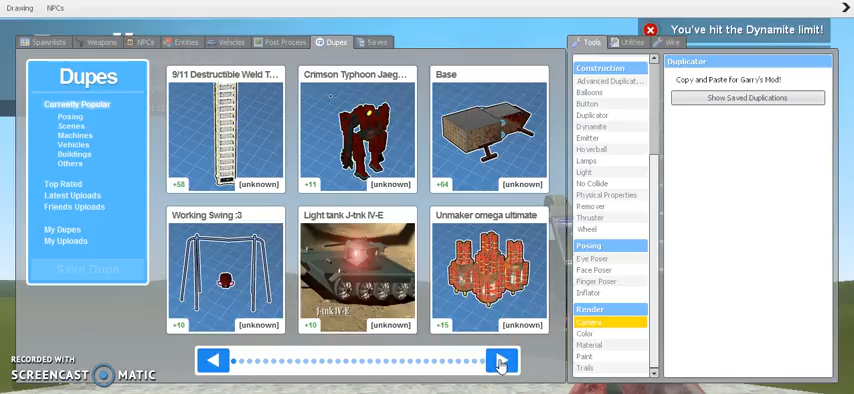 Drawing NPCs
You've hit the Dynamite limit!
Spawnlists Weapons NPCs Entities Vehicles Post Process Dupes Saves
Tools Utilities Wire
Dupes
Currently Popular
Posing
Scenes
Machines
Vehicles
Buildings
Others
Top Rated
Latest Uploads
Friends Uploads
My Dupes
My Uploads
Save Dupe
9/11 Destructible Weld T...
+58 [unknown]
Crimson Typhoon Jaeg...
+11 [unknown]
Base
+64 [unknown]
Working Swing :3
+10 [unknown]
Light tank J-tnk IV-E
J-tnk IV-E
+10 [unknown]
Unmaker omega ultimate
+15 [unknown]
Construction
Advanced Duplicat...
Balloons
Button
Duplicator
Dynamite
Emitter
Hoverball
Lamps
Light
No Collide
Physical Properties
Remover
Thruster
Wheel
Posing
Eye Poser
Face Poser
Finger Poser
Inflator
Render
Camera
Color
Material
Paint
Trails
Duplicator
Copy and Paste for Garry's Mod!
Show Saved Duplications
RECORDED WITH
SCREENCAST MATIC